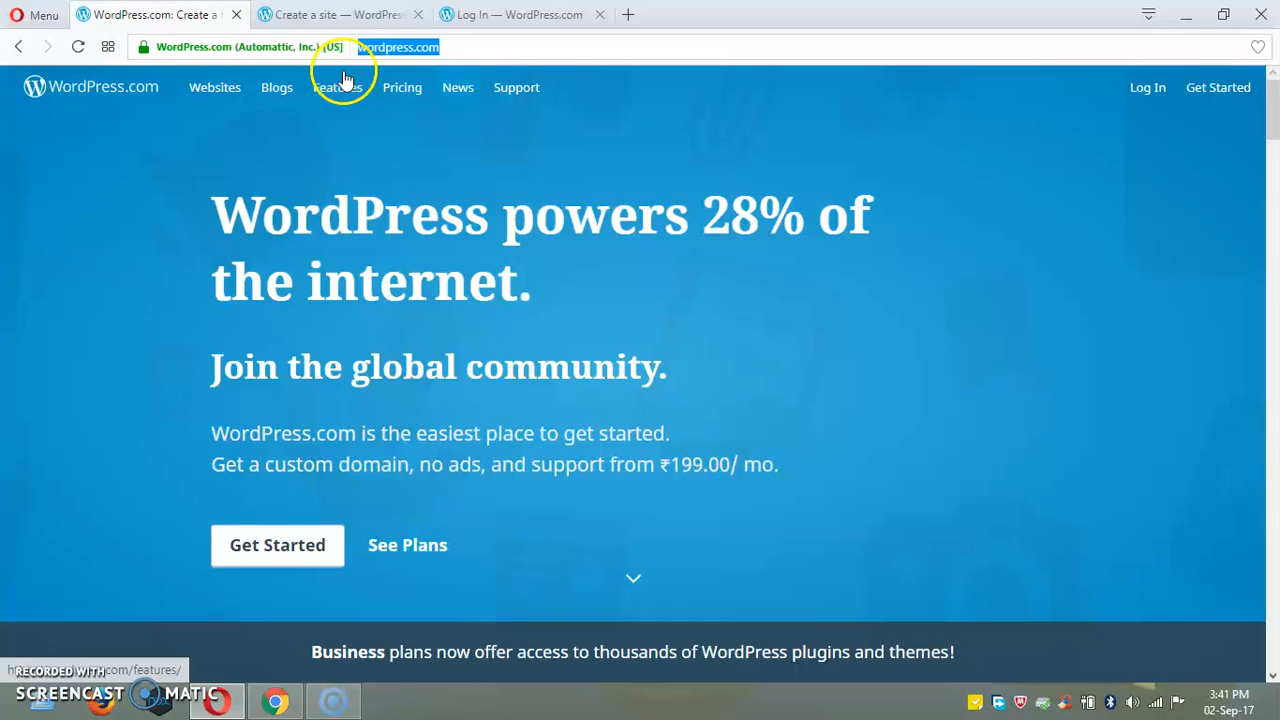 Menu
WordPress.com: Create a f
Create a site — WordPress
Log In — WordPress.com
WordPress.com (Automattic, Inc.) [US]
wordpress.com
WordPress.com
Websites
Blogs
Features
Pricing
News
Support
Log In
Get Started
WordPress powers 28% of
the internet.
Join the global community.
WordPress.com is the easiest place to get started.
Get a custom domain, no ads, and support from ₹199.00/ mo.
Get Started
See Plans
Business plans now offer access to thousands of WordPress plugins and themes!
.com/features/
RECORDED WITH
SCREENCAST MATIC
3:41 PM
02-Sep-17